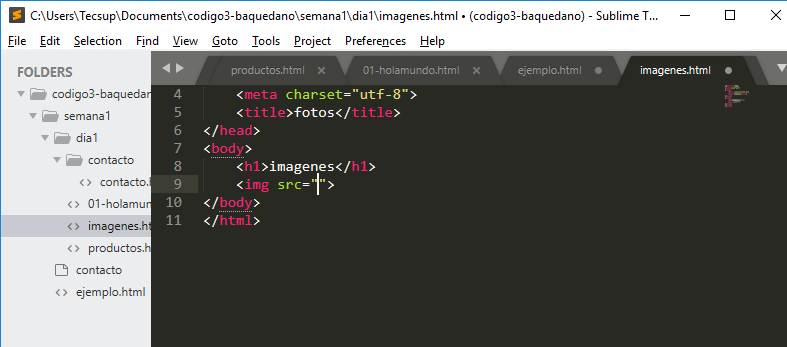 C:\Users\Tecsup\Documents\codigo3-baquedano\semana1\dia1\imagenes.html • (codigo3-baquedano) - Sublime T...
File Edit Selection Find View Goto Tools Project Preferences Help
FOLDERS
codigo3-baquedano
semana1
dia1
contacto
contacto.h
01-holamundo
imagenes.html
productos.h
contacto
ejemplo.html
productos.html × 01-holamundo.html × ejemplo.html imagenes.html
4 <meta charset="utf-8">
5 <title>fotos</title>
6 </head>
7 <body>
8 <h1>imagenes</h1>
9 <img src="">
10 </body>
11 </html>